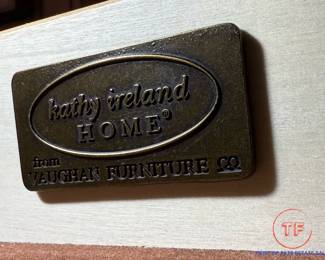 kathy ireland
HOME®
from
VAUGHAN FURNITURE CO
TF